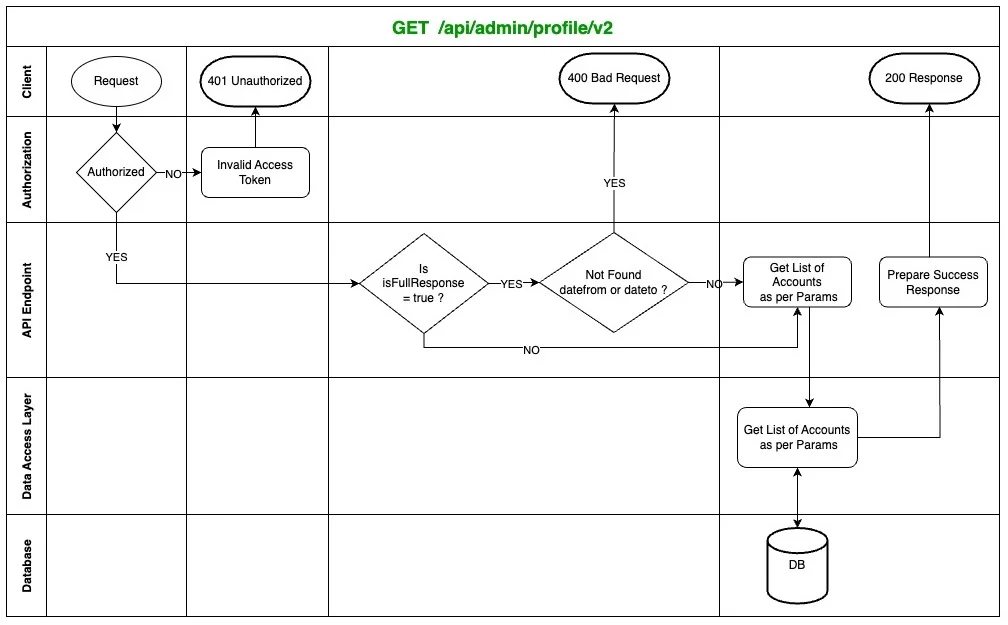 GET /api/admin/profile/v2
Client
Request
401 Unauthorized
400 Bad Request
200 Response
Authorization
Authorized
NO
Invalid Access
Token
YES
YES
API Endpoint
Is
isFullResponse
= true ?
YES
Not Found
datefrom or dateto ?
NO
Get List of
Accounts
as per Params
Prepare Success
Response
NO
Data Access Layer
Get List of Accounts
as per Params
Database
DB